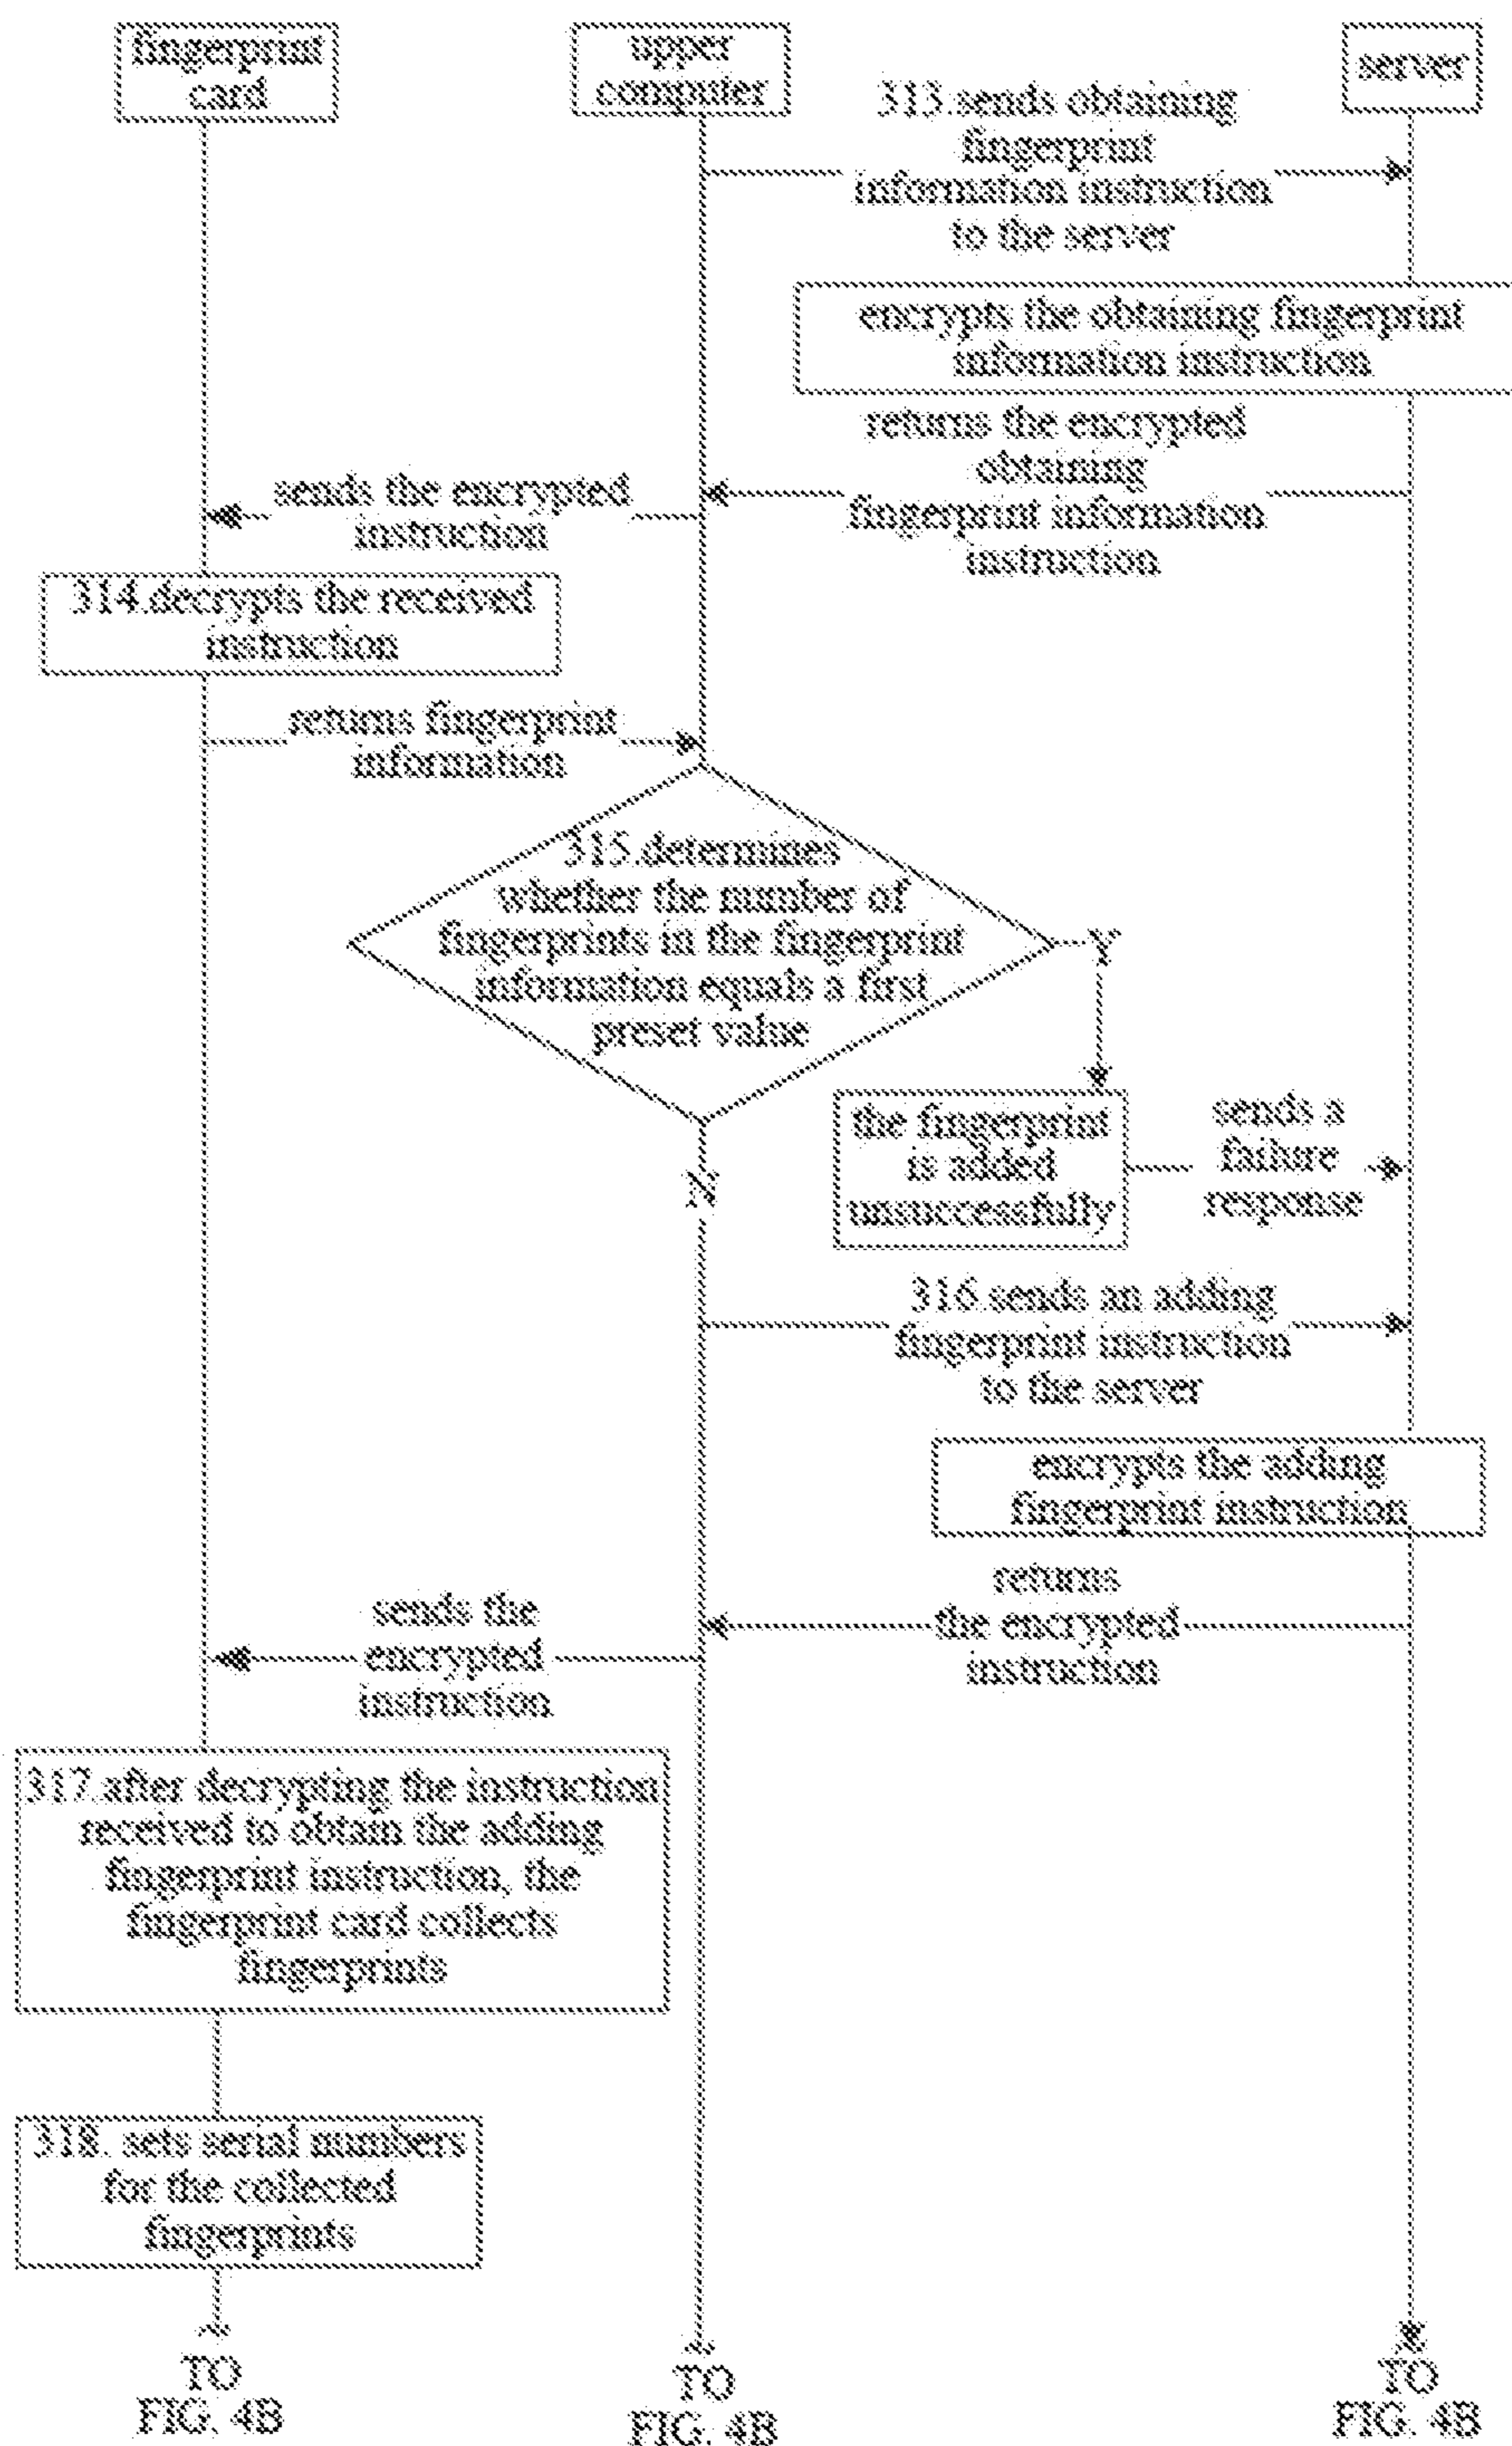 fingerprint
card
upper
computer
server
313.sends obtaining
fingerprint
information instruction
to the server
encrypts the obtaining fingerprint
information instruction
returns the encrypted
obtaining
fingerprint information
instruction
sends the encrypted
instruction
314.decrypts the received
instruction
returns fingerprint
information
315.determines
whether the number of
fingerprints in the fingerprint
information equals a first
preset value
Y
N
the fingerprint
is added
unsuccessfully
sends a
failure
response
316.sends an adding
fingerprint instruction
to the server
encrypts the adding
fingerprint instruction
returns
the encrypted
instruction
sends the
encrypted
instruction
317.after decrypting the instruction
received to obtain the adding
fingerprint instruction, the
fingerprint card collects
fingerprints
318. sets serial numbers
for the collected
fingerprints
TO
FIG. 4B
TO
FIG. 4B
TO
FIG. 4B